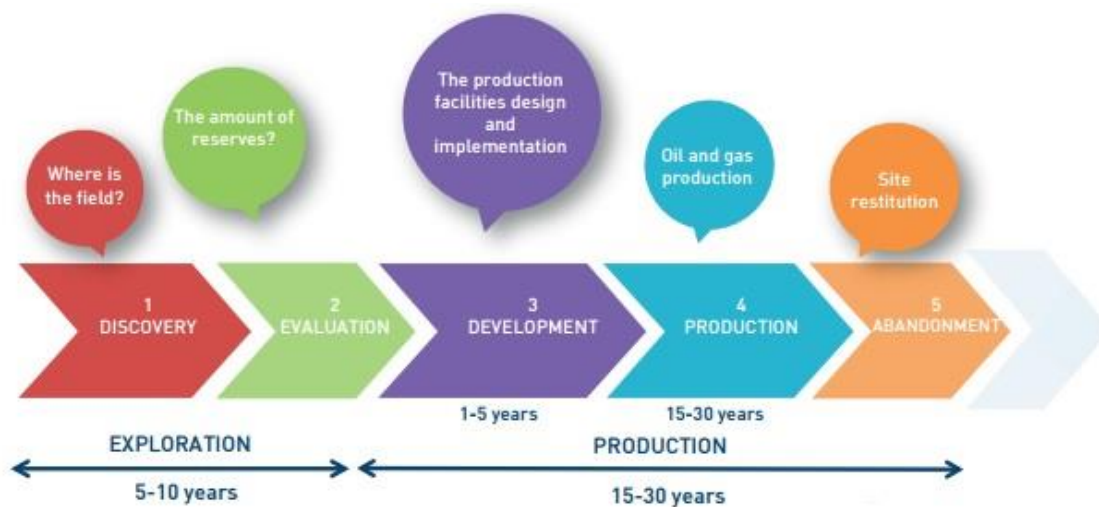 The production
facilities design
and
implementation
The amount of
reserves?
Where is
the field?
Oil and gas
production
Site
restitution
1
DISCOVERY
2
EVALUATION
3
DEVELOPMENT
4
PRODUCTION
5
ABANDONMENT
1-5 years
15-30 years
EXPLORATION
PRODUCTION
5-10 years
15-30 years